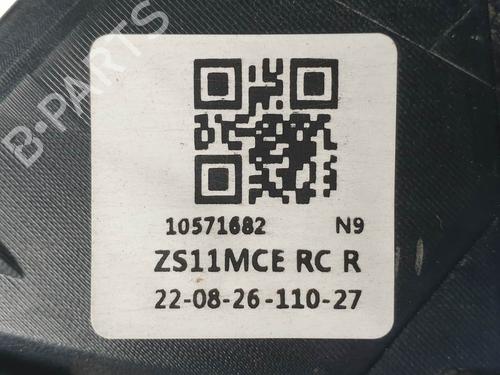 B-PARTS
10571682 N9
ZS11MCE RC R
22-08-26-110-27